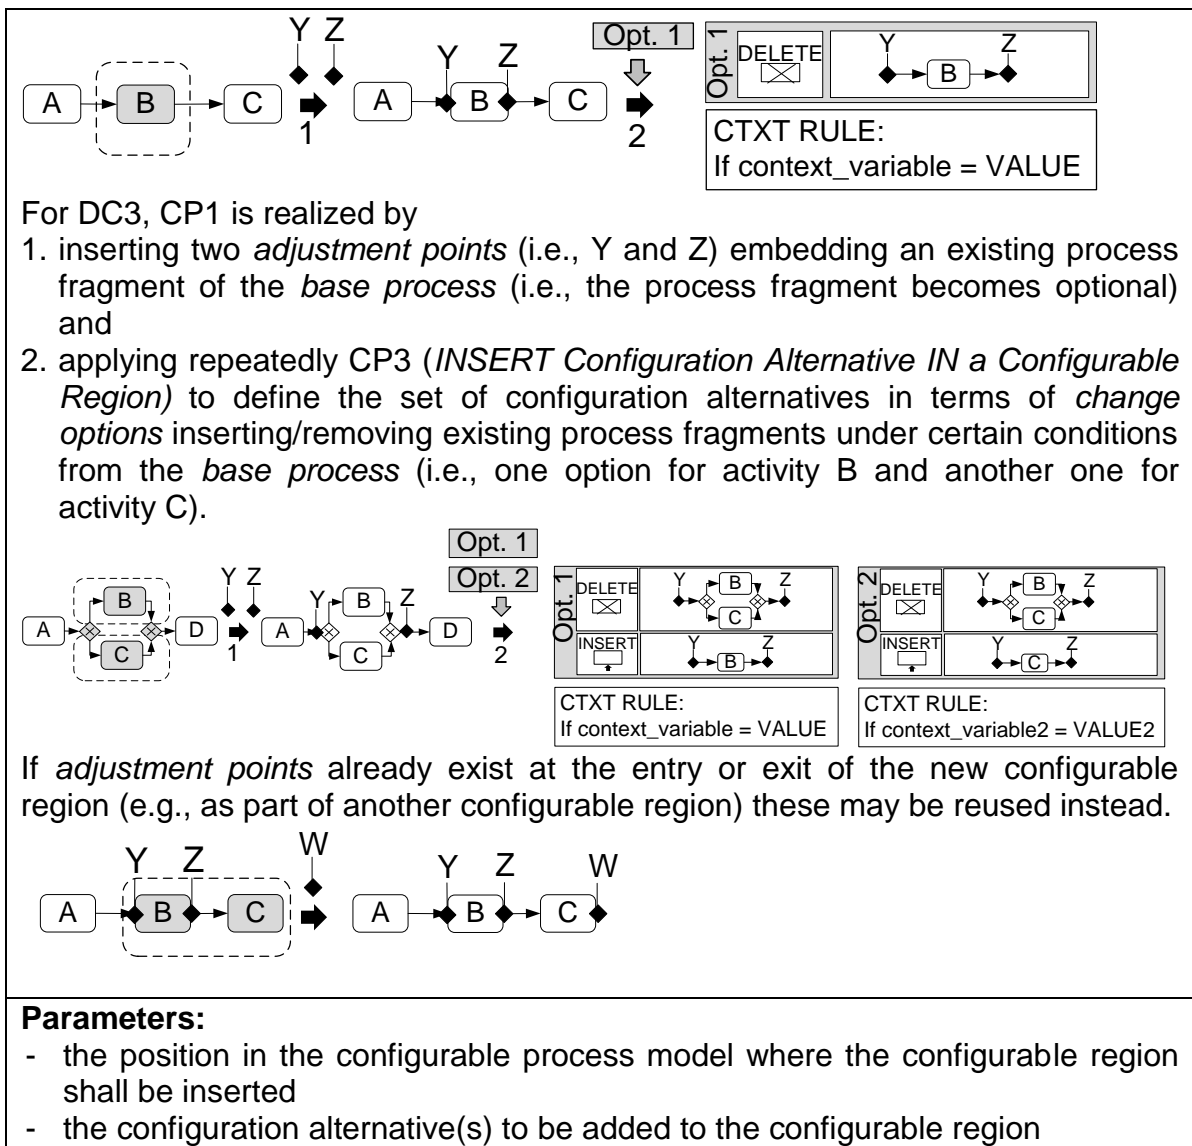 Y Z
A B C
1
Y Z
A B C
Opt. 1
2
Opt. 1
DELETE
Y Z
B
CTXT RULE:
If context_variable = VALUE
For DC3, CP1 is realized by
1. inserting two adjustment points (i.e., Y and Z) embedding an existing process
fragment of the base process (i.e., the process fragment becomes optional)
and
2. applying repeatedly CP3 (INSERT Configuration Alternative IN a Configurable
Region) to define the set of configuration alternatives in terms of change
options inserting/removing existing process fragments under certain conditions
from the base process (i.e., one option for activity B and another one for
activity C).
A B C D
Y Z
1
Y Z
A B C D
Opt. 1
Opt. 2
2
Opt. 1
DELETE
Y B Z
C
INSERT
Y Z
B
CTXT RULE:
If context_variable = VALUE
Opt. 2
DELETE
Y B Z
C
INSERT
Y Z
C
CTXT RULE:
If context_variable2 = VALUE2
If adjustment points already exist at the entry or exit of the new configurable
region (e.g., as part of another configurable region) these may be reused instead.
Y Z
A B C
W
Y Z W
A B C
Parameters:
- the position in the configurable process model where the configurable region
shall be inserted
- the configuration alternative(s) to be added to the configurable region